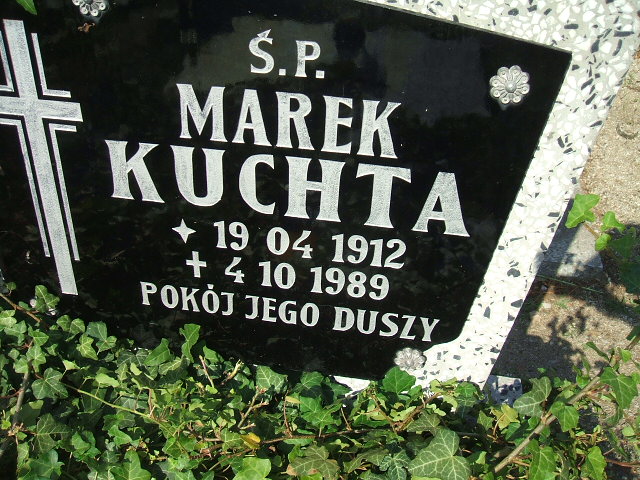 Ś.P.
MAREK
KUCHTA
19 04 1912
4 10 1989
POKÓJ JEGO DUSZY